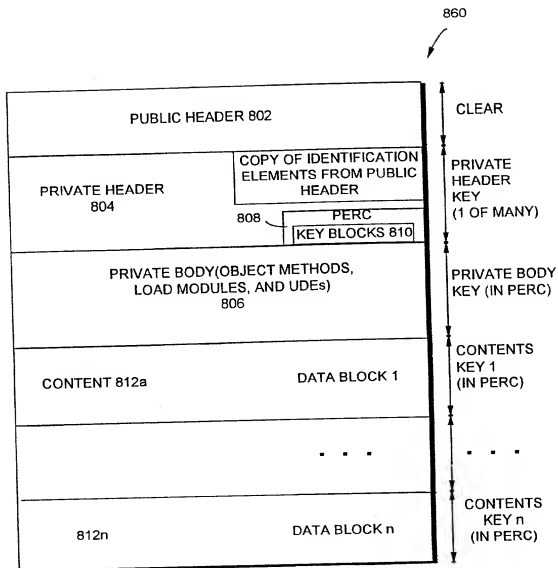 860
PUBLIC HEADER 802
CLEAR
PRIVATE HEADER
804
COPY OF IDENTIFICATION
ELEMENTS FROM PUBLIC
HEADER
808
PERC
KEY BLOCKS 810
PRIVATE
HEADER
KEY
(1 OF MANY)
PRIVATE BODY(OBJECT METHODS,
LOAD MODULES, AND UDEs)
806
PRIVATE BODY
KEY (IN PERC)
CONTENT 812a
DATA BLOCK 1
CONTENTS
KEY 1
(IN PERC)
. . .
. . .
812n
DATA BLOCK n
CONTENTS
KEY n
(IN PERC)